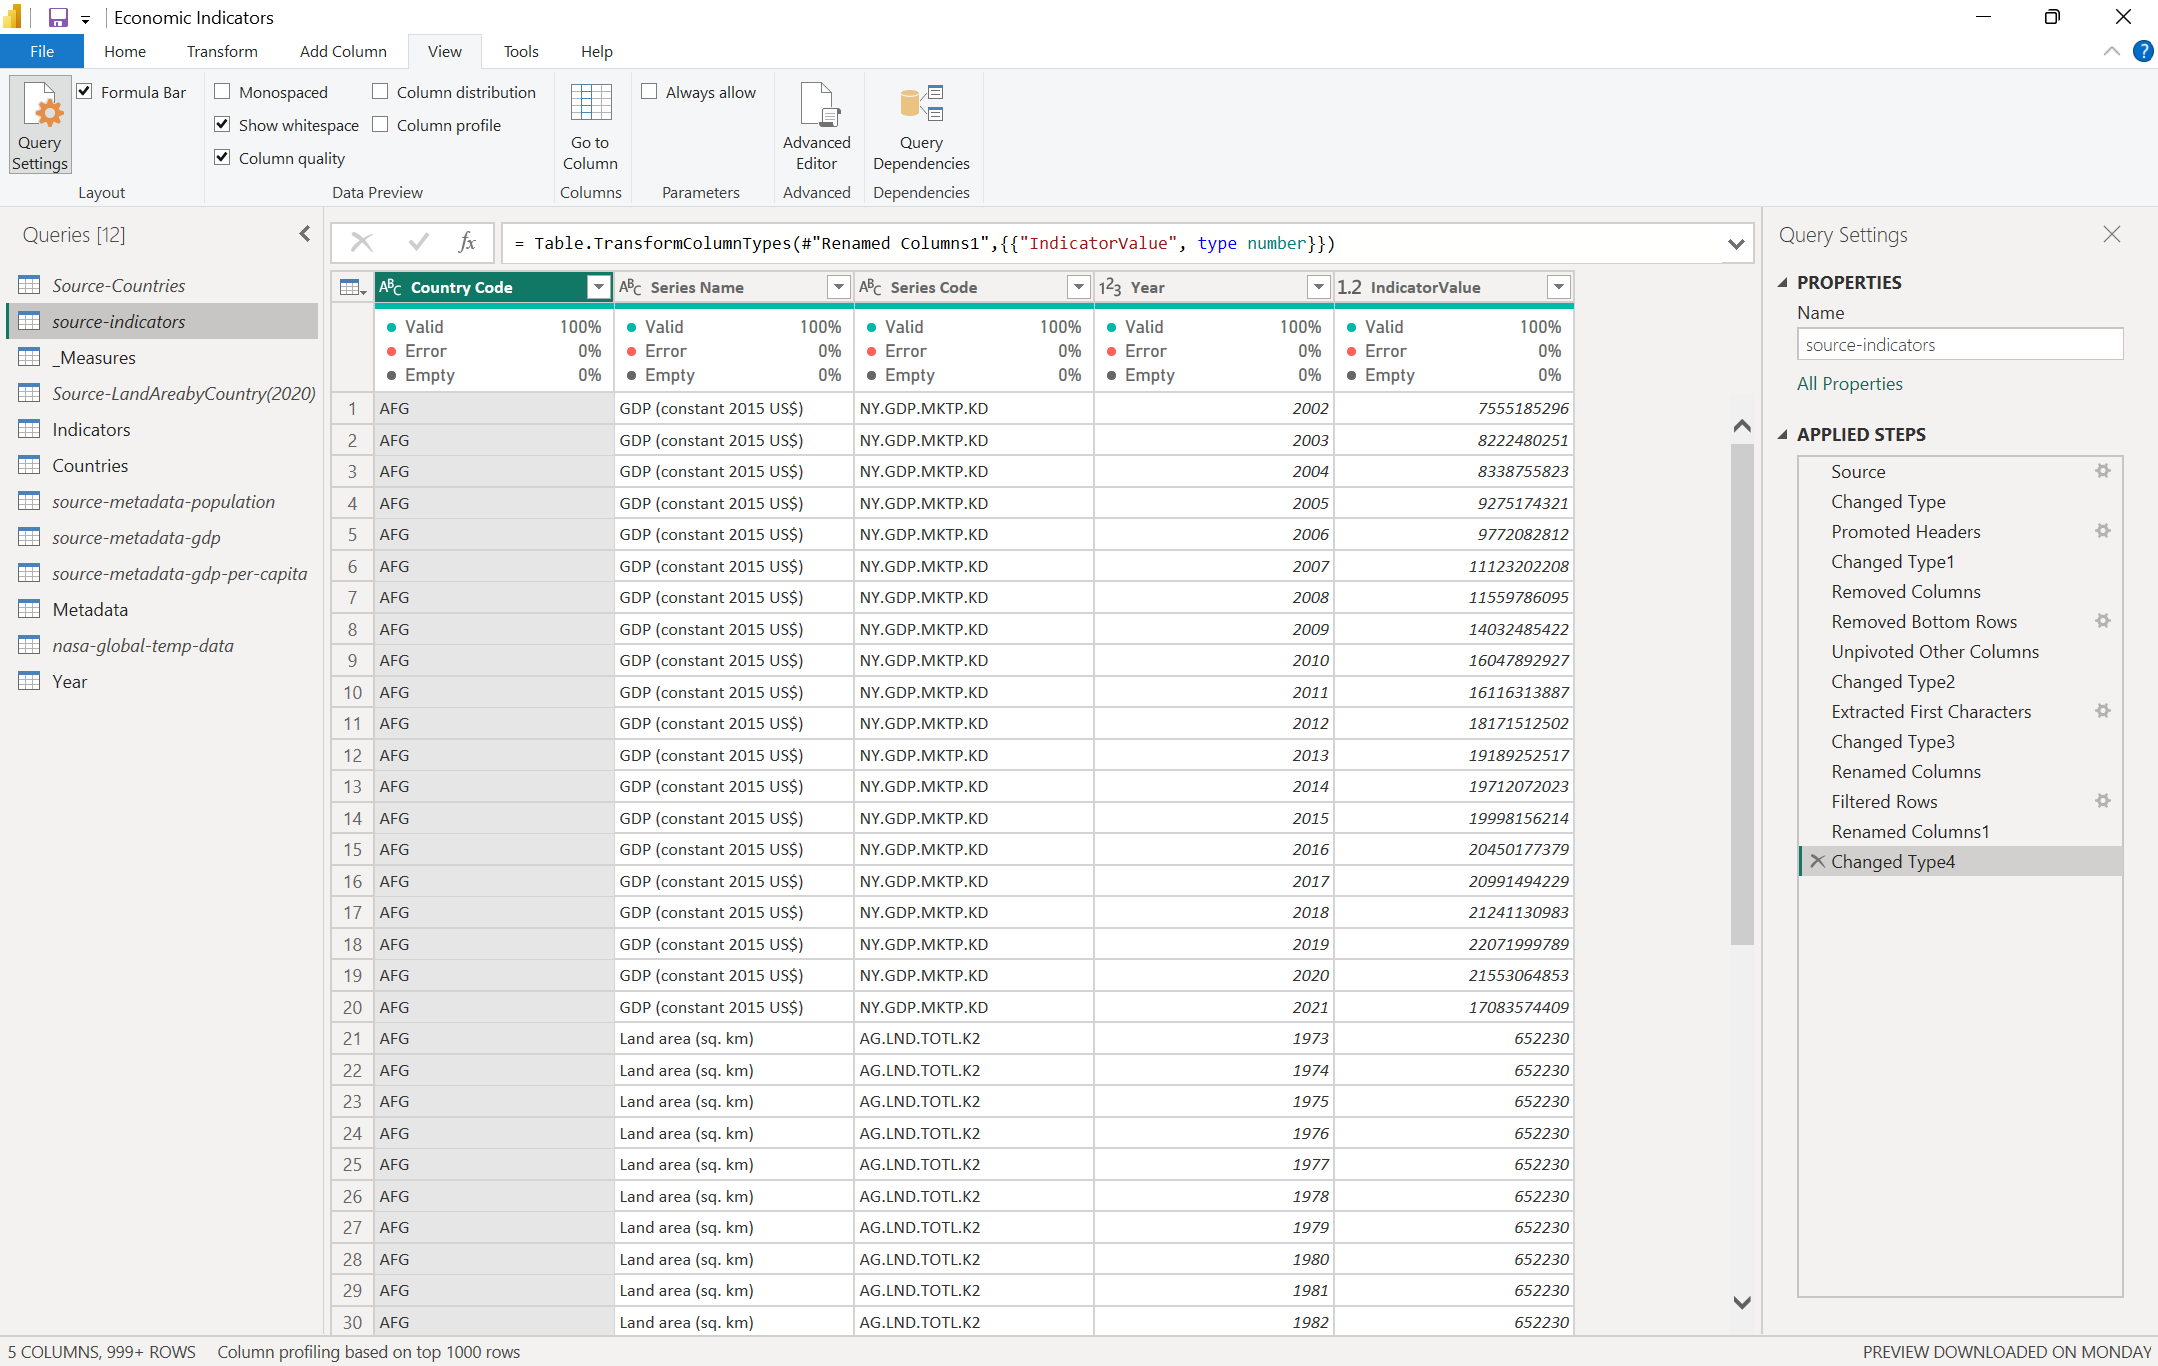 Economic Indicators
File Home Transform Add Column View Tools Help
Query Settings
Formula Bar
Layout
Monospaced
Show whitespace
Column quality
Column distribution
Column profile
Data Preview
Go to Column
Columns
Always allow
Parameters
Advanced Editor
Advanced
Query Dependencies
Dependencies
Queries [12]
Source-Countries
source-indicators
_Measures
Source-LandAreabyCountry(2020)
Indicators
Countries
source-metadata-population
source-metadata-gdp
source-metadata-gdp-per-capita
Metadata
nasa-global-temp-data
Year
fx = Table.TransformColumnTypes(#"Renamed Columns1",{{"IndicatorValue", type number}})
ABC Country Code ABC Series Name ABC Series Code 123 Year 1.2 IndicatorValue
Valid 100% Valid 100% Valid 100% Valid 100% Valid 100%
Error 0% Error 0% Error 0% Error 0% Error 0%
Empty 0% Empty 0% Empty 0% Empty 0% Empty 0%
1 AFG GDP (constant 2015 US$) NY.GDP.MKTP.KD 2002 7555185296
2 AFG GDP (constant 2015 US$) NY.GDP.MKTP.KD 2003 8222480251
3 AFG GDP (constant 2015 US$) NY.GDP.MKTP.KD 2004 8338755823
4 AFG GDP (constant 2015 US$) NY.GDP.MKTP.KD 2005 9275174321
5 AFG GDP (constant 2015 US$) NY.GDP.MKTP.KD 2006 9772082812
6 AFG GDP (constant 2015 US$) NY.GDP.MKTP.KD 2007 11123202208
7 AFG GDP (constant 2015 US$) NY.GDP.MKTP.KD 2008 11559786095
8 AFG GDP (constant 2015 US$) NY.GDP.MKTP.KD 2009 14032485422
9 AFG GDP (constant 2015 US$) NY.GDP.MKTP.KD 2010 16047892927
10 AFG GDP (constant 2015 US$) NY.GDP.MKTP.KD 2011 16116313887
11 AFG GDP (constant 2015 US$) NY.GDP.MKTP.KD 2012 18171512502
12 AFG GDP (constant 2015 US$) NY.GDP.MKTP.KD 2013 19189252517
13 AFG GDP (constant 2015 US$) NY.GDP.MKTP.KD 2014 19712072023
14 AFG GDP (constant 2015 US$) NY.GDP.MKTP.KD 2015 19998156214
15 AFG GDP (constant 2015 US$) NY.GDP.MKTP.KD 2016 20450177379
16 AFG GDP (constant 2015 US$) NY.GDP.MKTP.KD 2017 20991494229
17 AFG GDP (constant 2015 US$) NY.GDP.MKTP.KD 2018 21241130983
18 AFG GDP (constant 2015 US$) NY.GDP.MKTP.KD 2019 22071999789
19 AFG GDP (constant 2015 US$) NY.GDP.MKTP.KD 2020 21553064853
20 AFG GDP (constant 2015 US$) NY.GDP.MKTP.KD 2021 17083574409
21 AFG Land area (sq. km) AG.LND.TOTL.K2 1973 652230
22 AFG Land area (sq. km) AG.LND.TOTL.K2 1974 652230
23 AFG Land area (sq. km) AG.LND.TOTL.K2 1975 652230
24 AFG Land area (sq. km) AG.LND.TOTL.K2 1976 652230
25 AFG Land area (sq. km) AG.LND.TOTL.K2 1977 652230
26 AFG Land area (sq. km) AG.LND.TOTL.K2 1978 652230
27 AFG Land area (sq. km) AG.LND.TOTL.K2 1979 652230
28 AFG Land area (sq. km) AG.LND.TOTL.K2 1980 652230
29 AFG Land area (sq. km) AG.LND.TOTL.K2 1981 652230
30 AFG Land area (sq. km) AG.LND.TOTL.K2 1982 652230
Query Settings
PROPERTIES
Name
source-indicators
All Properties
APPLIED STEPS
Source
Changed Type
Promoted Headers
Changed Type1
Removed Columns
Removed Bottom Rows
Unpivoted Other Columns
Changed Type2
Extracted First Characters
Changed Type3
Renamed Columns
Filtered Rows
Renamed Columns1
Changed Type4
5 COLUMNS, 999+ ROWS Column profiling based on top 1000 rows PREVIEW DOWNLOADED ON MONDAY